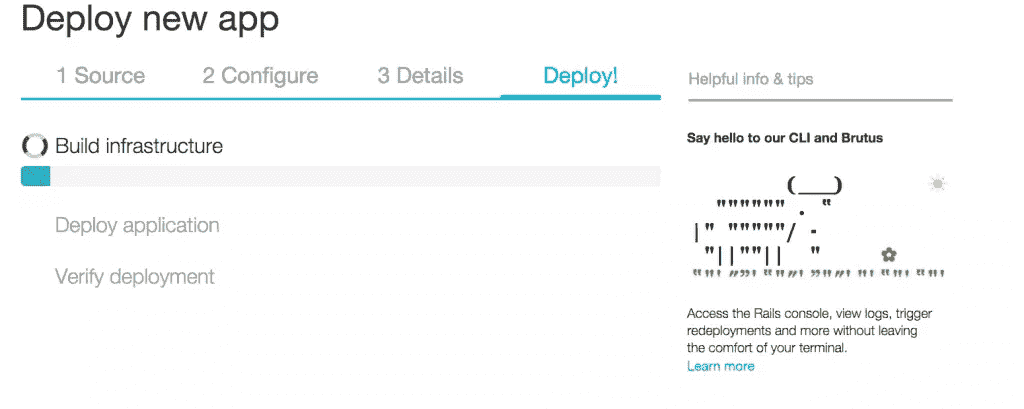 Deploy new app
1 Source
2 Configure
3 Details
Deploy!
Build infrastructure
Deploy application
Verify deployment
Helpful info & tips
Say hello to our CLI and Brutus
Access the Rails console, view logs, trigger
redeployments and more without leaving
the comfort of your terminal.
Learn more